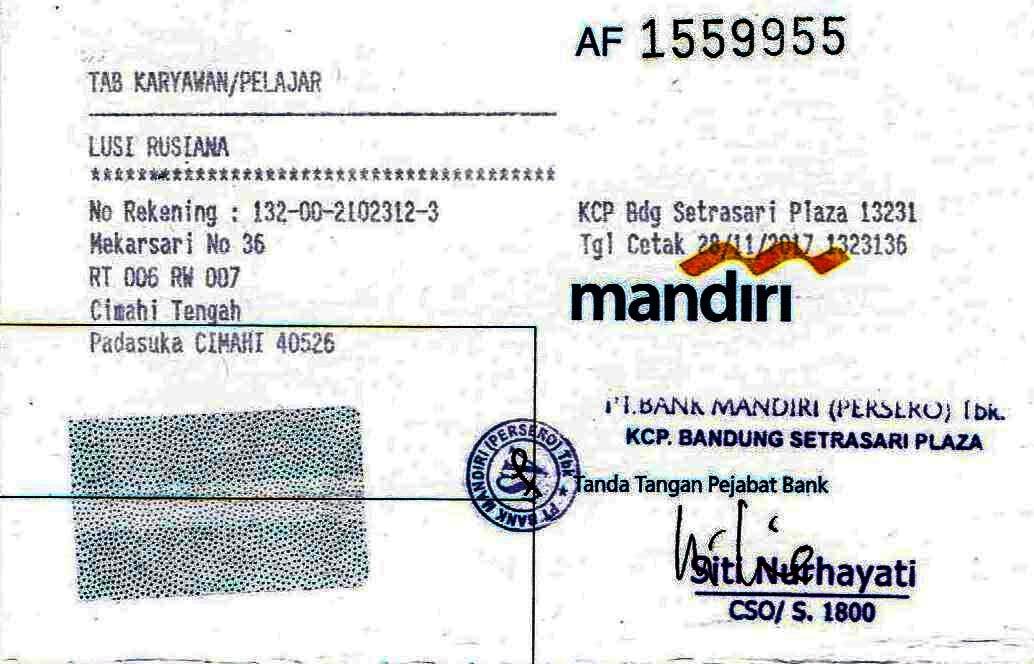 AF 1559955
TAB KARYAWAN/PELAJAR
LUSI RUSIANA
****************************************
No Rekening : 132-00-2102312-3
Mekarsari No 36
RT 006 RW 007
Cimahi Tengah
Padasuka CIMAHI 40526
KCP Bdg Setrasari Plaza 13231
Tgl Cetak 28/11/2017 1323136
mandiri
PT.BANK MANDIRI (PERSERO) Tbk.
KCP. BANDUNG SETRASARI PLAZA
PT BANK MANDIRI (PERSERO) Tbk
Tanda Tangan Pejabat Bank
Siti Nurhayati
CSO/ S. 1800